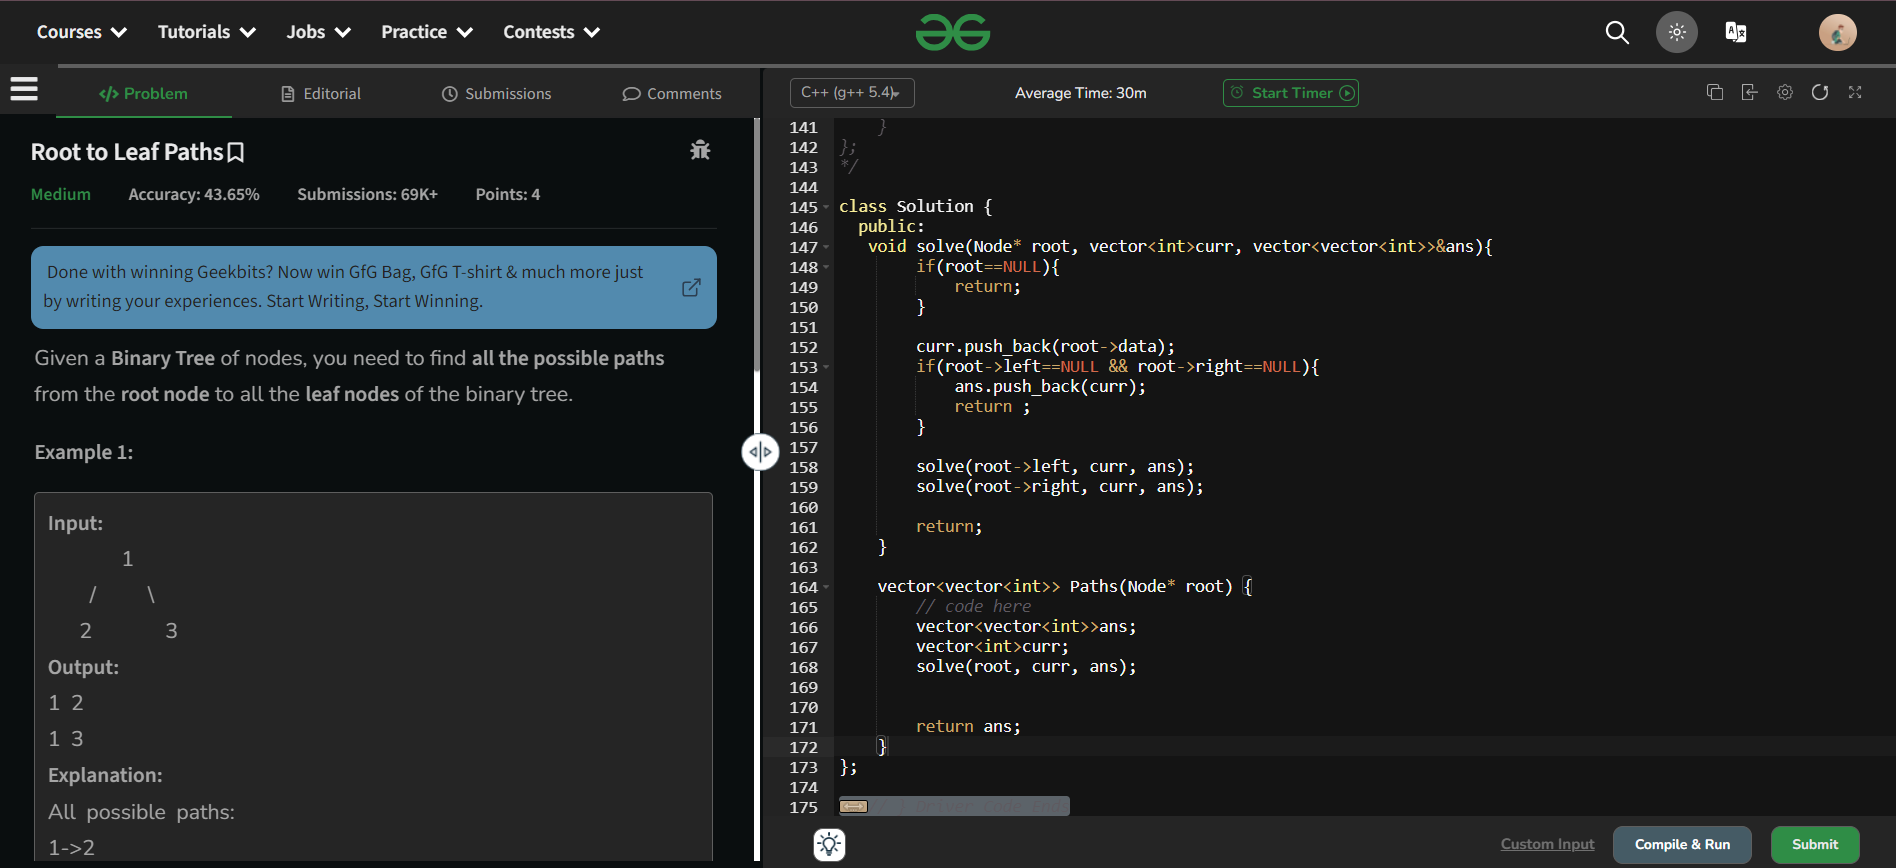 Courses Tutorials Jobs Practice Contests
</> Problem Editorial Submissions Comments
Root to Leaf Paths
Medium Accuracy: 43.65% Submissions: 69K+ Points: 4
Done with winning Geekbits? Now win GfG Bag, GfG T-shirt & much more just
by writing your experiences. Start Writing, Start Winning.
Given a Binary Tree of nodes, you need to find all the possible paths
from the root node to all the leaf nodes of the binary tree.
Example 1:
Input:
1
/ \
2 3
Output:
1 2
1 3
Explanation:
All possible paths:
1->2
C++ (g++ 5.4) Average Time: 30m Start Timer
141 }
142 };
143 */
144
145 class Solution {
146 public:
147 void solve(Node* root, vector<int>curr, vector<vector<int>>&ans){
148 if(root==NULL){
149 return;
150 }
151
152 curr.push_back(root->data);
153 if(root->left==NULL && root->right==NULL){
154 ans.push_back(curr);
155 return ;
156 }
157
158 solve(root->left, curr, ans);
159 solve(root->right, curr, ans);
160
161 return;
162 }
163
164 vector<vector<int>> Paths(Node* root) {
165 // code here
166 vector<vector<int>>ans;
167 vector<int>curr;
168 solve(root, curr, ans);
169
170
171 return ans;
172 }
173 };
174
175 // } Driver Code Ends
Custom Input Compile & Run Submit